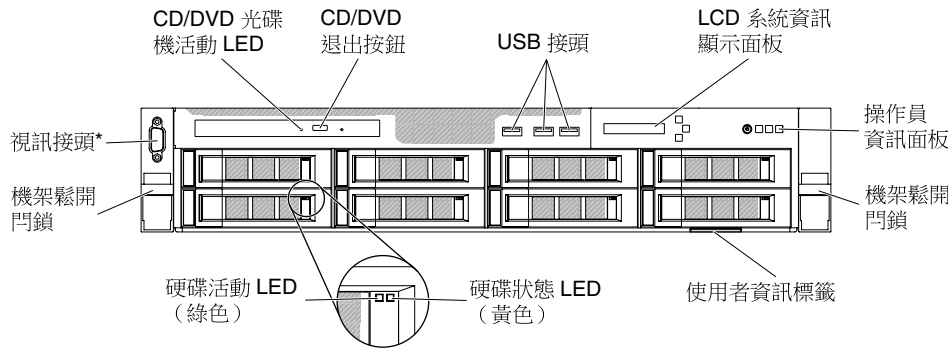 CD/DVD 光碟
機活動 LED
CD/DVD
退出按鈕
USB 接頭
LCD 系統資訊
顯示面板
視訊接頭*
操作員
資訊面板
機架鬆開
閂鎖
機架鬆開
閂鎖
硬碟活動 LED
（綠色）
硬碟狀態 LED
（黃色）
使用者資訊標籤